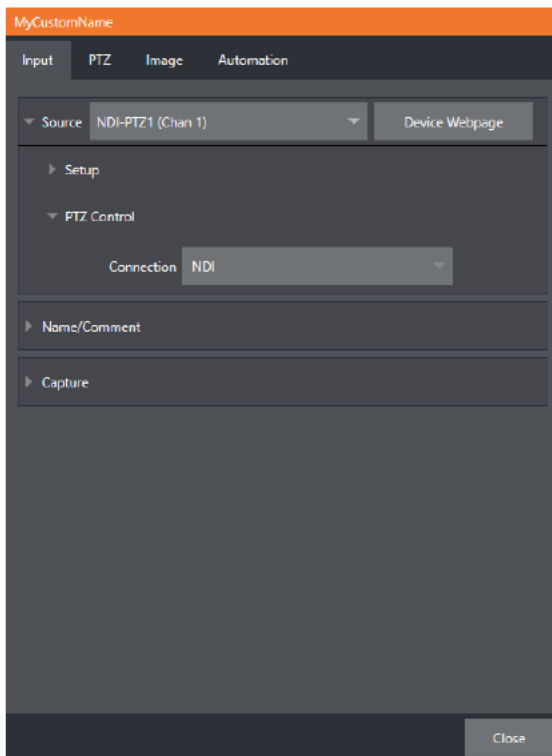 MyCustomName
Input PTZ Image Automation
Source NDI-PTZ1 (Chan 1) Device Webpage
Setup
PTZ Control
Connection NDI
Name/Comment
Capture
Close